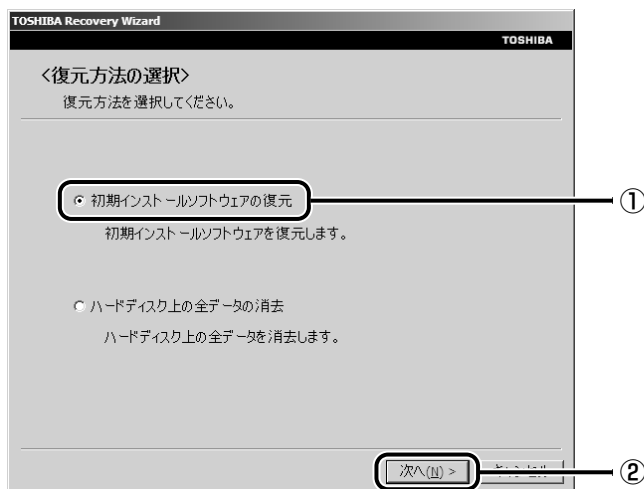 TOSHIBA Recovery Wizard
TOSHIBA
<復元方法の選択>
復元方法を選択してください。
初期インストールソフトウェアの復元
①
初期インストールソフトウェアを復元します。
ハードディスク上の全データの消去
ハードディスク上の全データを消去します。
次へ(N) >
②